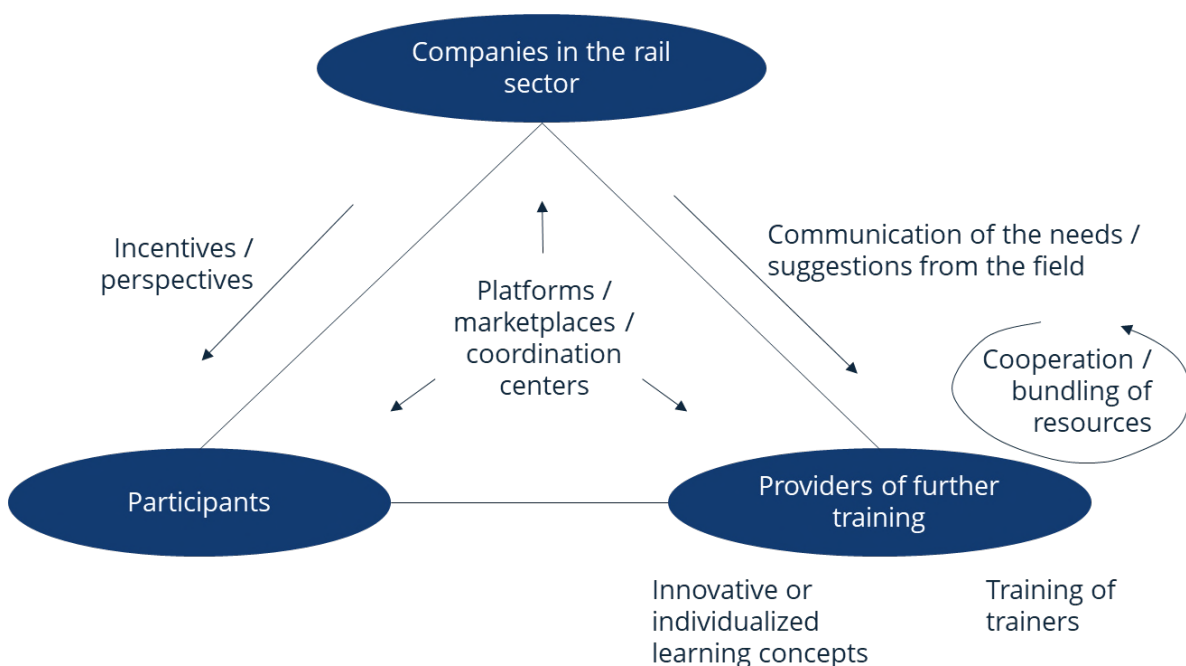 Companies in the rail
sector
Incentives /
perspectives
Communication of the needs /
suggestions from the field
Platforms /
marketplaces /
coordination
centers
Cooperation /
bundling of
resources
Participants
Providers of further
training
Innovative or
individualized
learning concepts
Training of
trainers